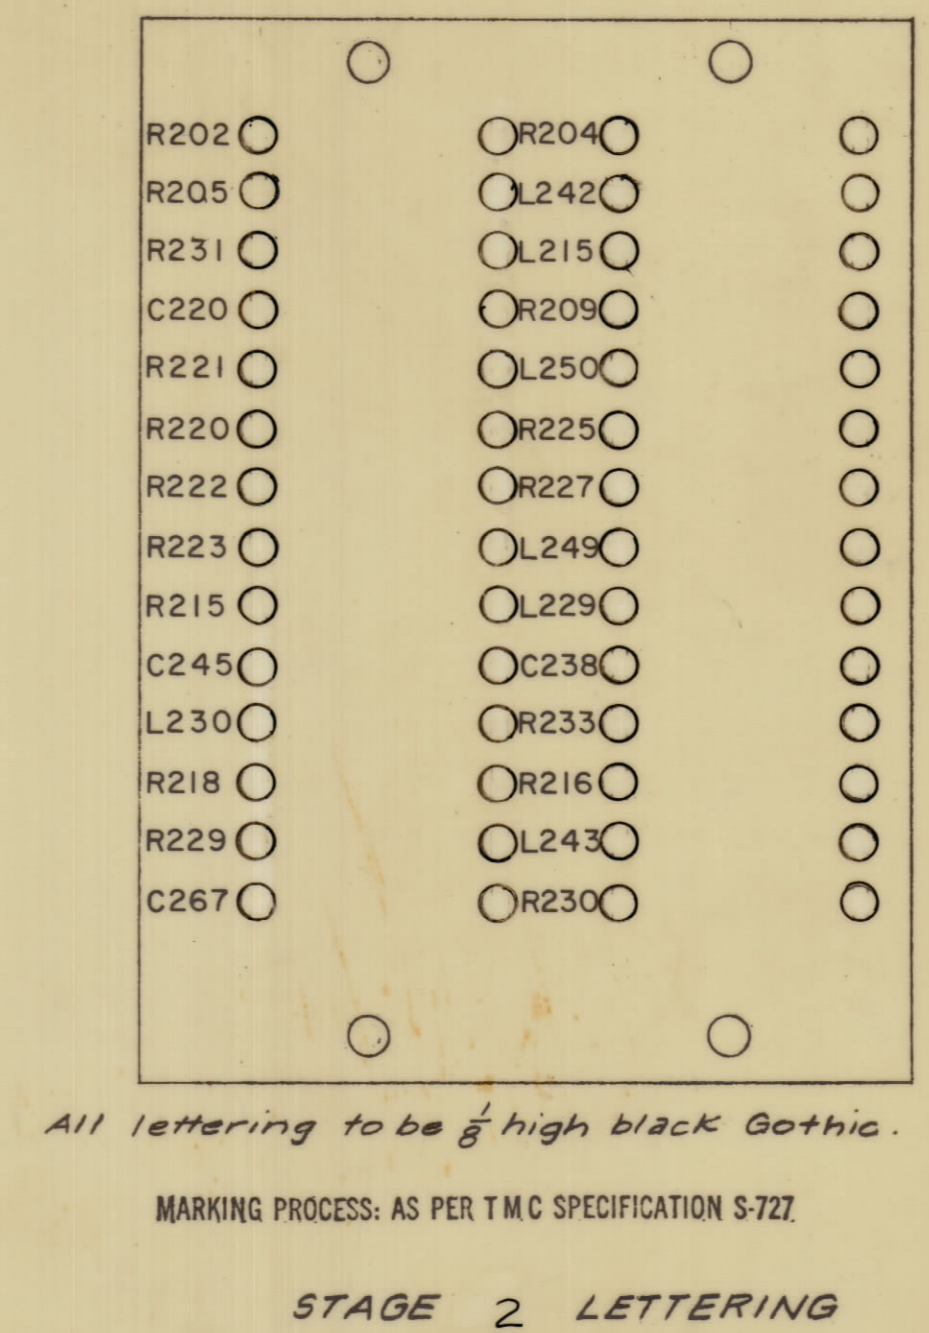 R202 R204
R205 L242
R231 L215
C220 R209
R221 L250
R220 R225
R222 R227
R223 L249
R215 L229
C245 C238
L230 R233
R218 R216
R229 L243
C267 R230
All lettering to be 1/8 high black Gothic.
MARKING PROCESS: AS PER TMC SPECIFICATION S-727.
STAGE 2 LETTERING